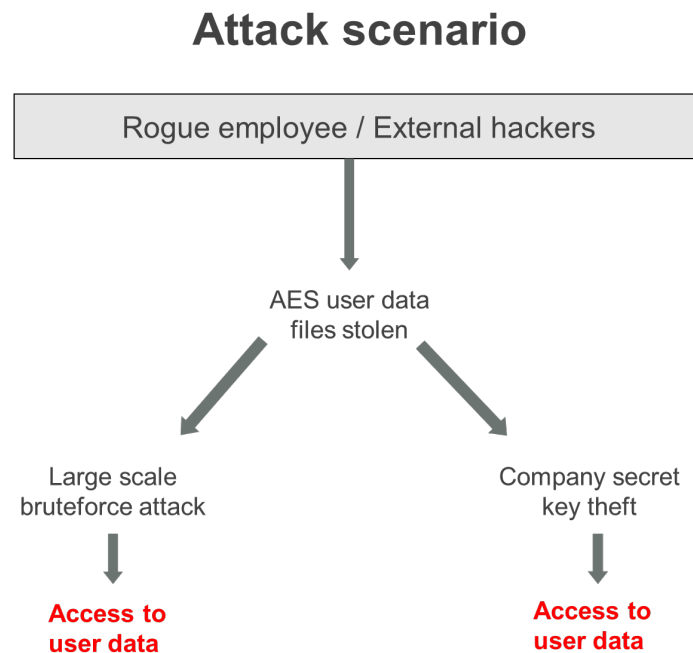 Attack scenario
Rogue employee / External hackers
AES user data
files stolen
Large scale
bruteforce attack
Company secret
key theft
Access to
user data
Access to
user data